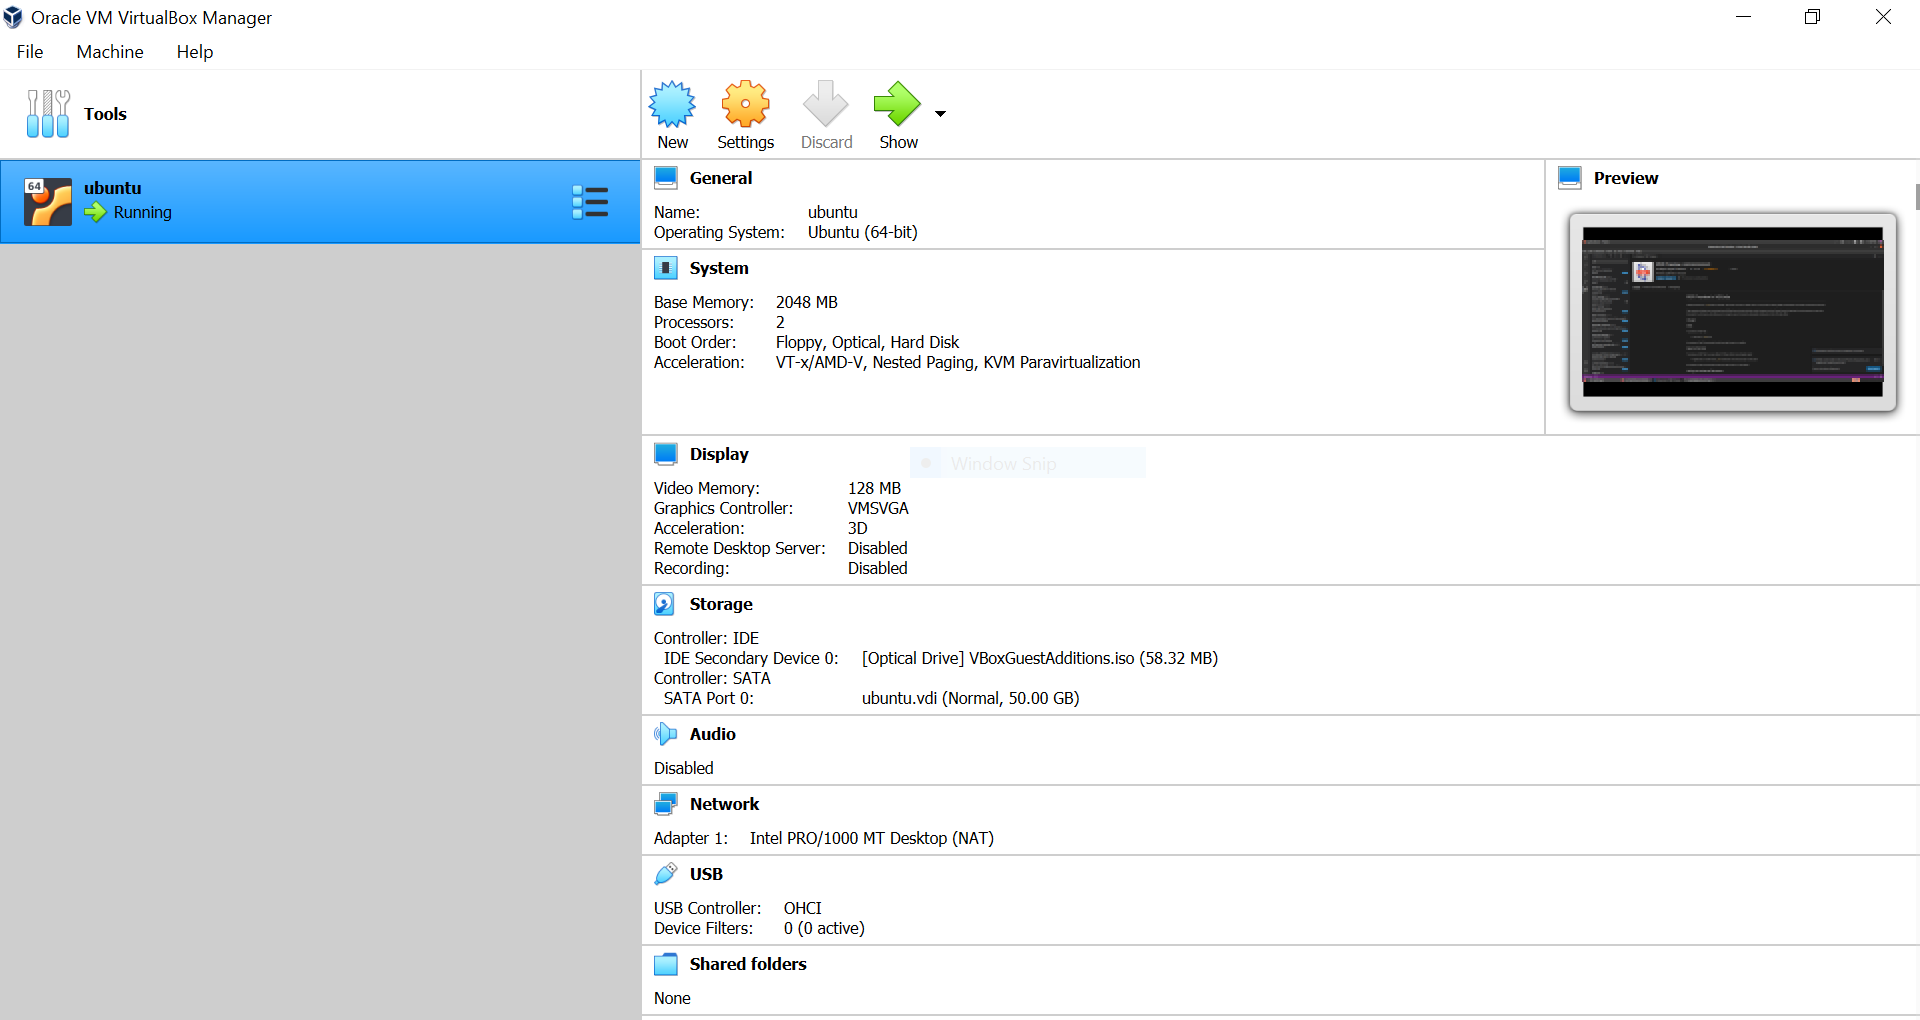 Oracle VM VirtualBox Manager
File Machine Help
Tools
New Settings Discard Show
64
ubuntu
Running
General
Name: ubuntu
Operating System: Ubuntu (64-bit)
Preview
System
Base Memory: 2048 MB
Processors: 2
Boot Order: Floppy, Optical, Hard Disk
Acceleration: VT-x/AMD-V, Nested Paging, KVM Paravirtualization
Display
Window Snip
Video Memory: 128 MB
Graphics Controller: VMSVGA
Acceleration: 3D
Remote Desktop Server: Disabled
Recording: Disabled
Storage
Controller: IDE
IDE Secondary Device 0: [Optical Drive] VBoxGuestAdditions.iso (58.32 MB)
Controller: SATA
SATA Port 0: ubuntu.vdi (Normal, 50.00 GB)
Audio
Disabled
Network
Adapter 1: Intel PRO/1000 MT Desktop (NAT)
USB
USB Controller: OHCI
Device Filters: 0 (0 active)
Shared folders
None